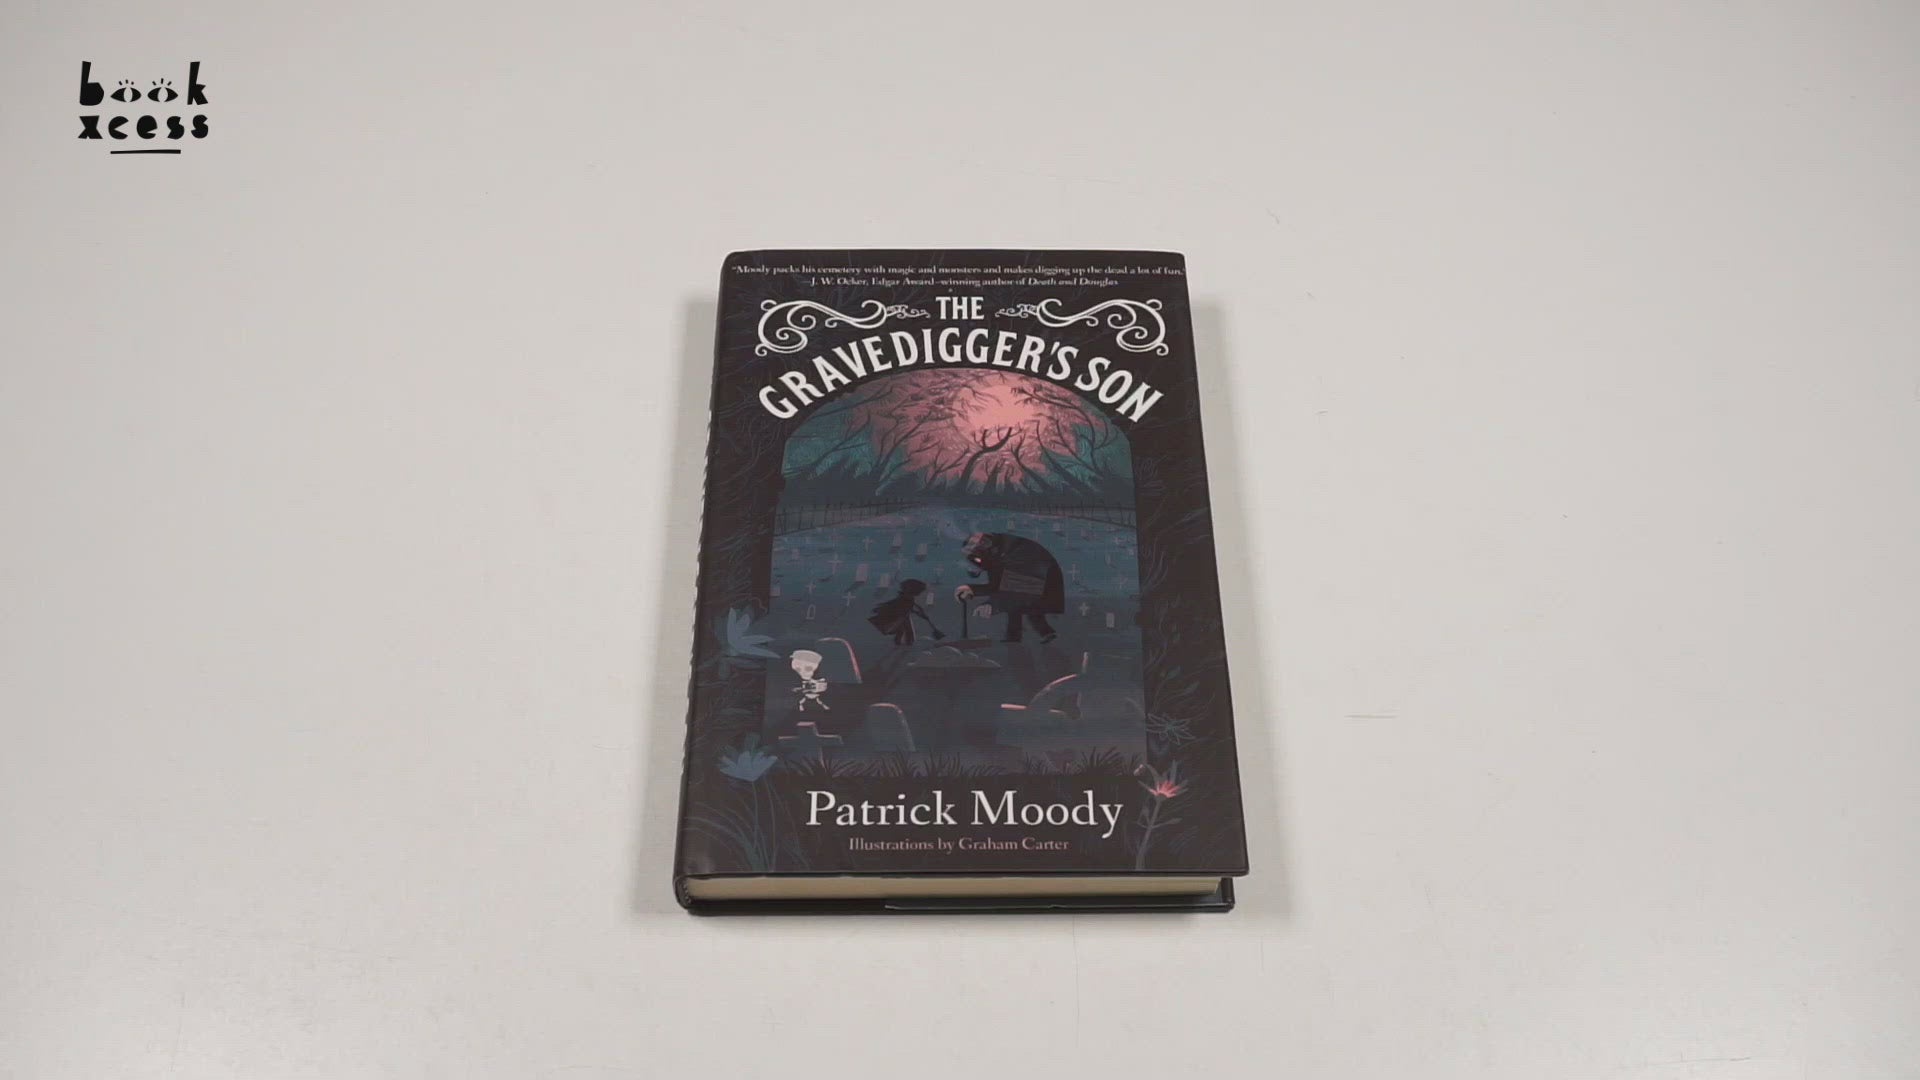 book
xcess
"Moody packs his cemetery with magic and monsters and makes digging up the dead a lot of fun."
—J. W. Ocker, Edgar Award–winning author of Death and Douglas
THE
GRAVEDIGGER'S SON
Patrick Moody
Illustrations by Graham Carter